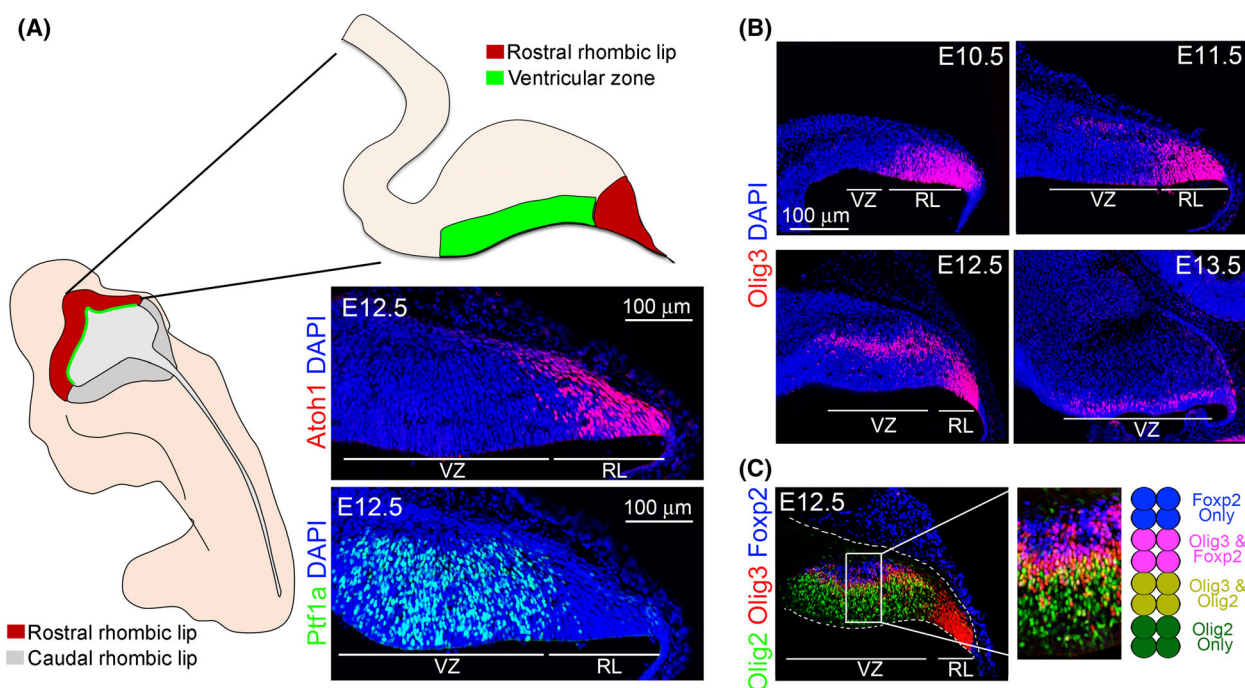 (A)
Rostral rhombic lip
Ventricular zone
E12.5
100 µm
Atoh1 DAPI
VZ
RL
E12.5
100 µm
Ptf1a DAPI
VZ
RL
Rostral rhombic lip
Caudal rhombic lip
(B)
Olig3 DAPI
E10.5
VZ
RL
100 µm
E11.5
VZ
RL
E12.5
VZ
RL
E13.5
VZ
(C)
E12.5
Olig2 Olig3 Foxp2
VZ
RL
Foxp2
Only
Olig3 &
Foxp2
Olig3 &
Olig2
Olig2
Only